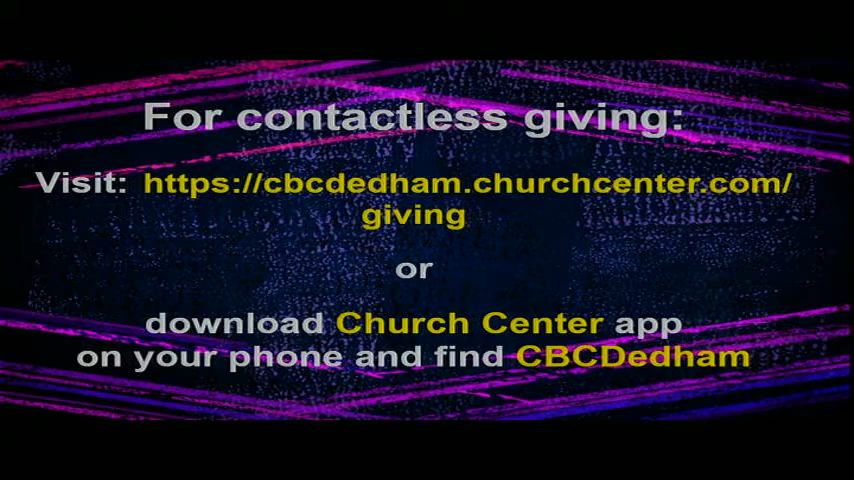 For contactless giving:
Visit: https://cbcdedham.churchcenter.com/
giving
or
download Church Center app
on your phone and find CBCDedham